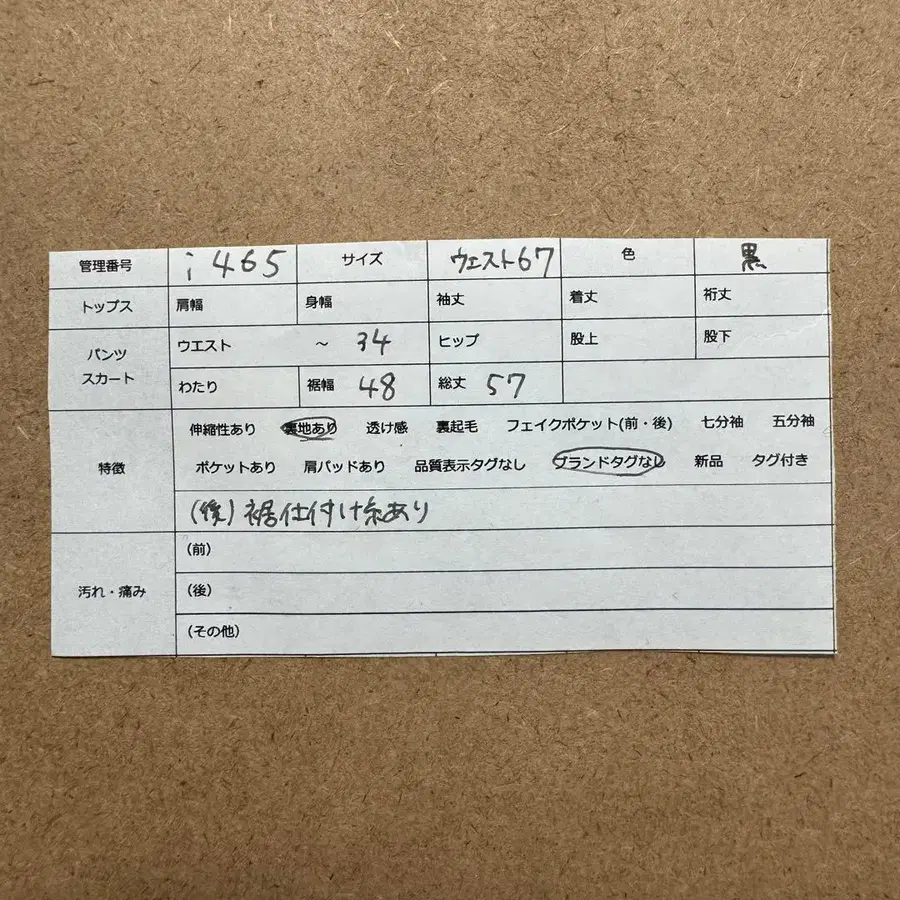 管理番号 i465 サイズ ウエスト67 色 黒
トップス 肩幅 身幅 袖丈 着丈 裄丈
パンツ スカート ウエスト ～ 34 ヒップ 股上 股下
わたり 裾幅 48 総丈 57
特徴 伸縮性あり 裏地あり 透け感 裏起毛 フェイクポケット(前・後) 七分袖 五分袖
ポケットあり 肩パッドあり 品質表示タグなし ブランドタグなし 新品 タグ付き
(後)裾仕付け糸あり
汚れ・痛み (前)
(後)
(その他)